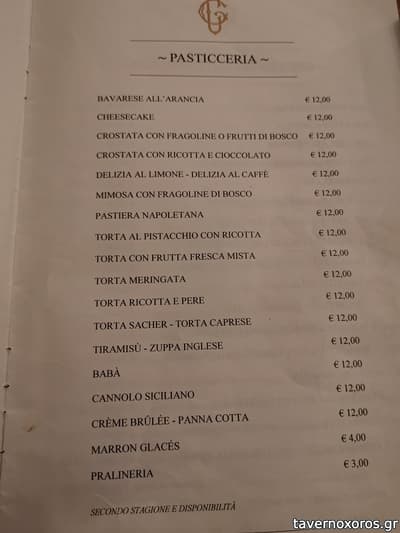 ~ PASTICCERIA ~
BAVARESE ALL'ARANCIA € 12,00
CHEESECAKE € 12,00
CROSTATA CON FRAGOLINE O FRUTTI DI BOSCO € 12,00
CROSTATA CON RICOTTA E CIOCCOLATO € 12,00
DELIZIA AL LIMONE - DELIZIA AL CAFFÈ € 12,00
MIMOSA CON FRAGOLINE DI BOSCO € 12,00
PASTIERA NAPOLETANA € 12,00
TORTA AL PISTACCHIO CON RICOTTA € 12,00
TORTA CON FRUTTA FRESCA MISTA € 12,00
TORTA MERINGATA € 12,00
TORTA RICOTTA E PERE € 12,00
TORTA SACHER - TORTA CAPRESE € 12,00
TIRAMISÙ - ZUPPA INGLESE € 12,00
BABÀ € 12,00
CANNOLO SICILIANO € 12,00
CRÈME BRÛLÉE - PANNA COTTA € 12,00
MARRON GLACÉS € 4,00
PRALINERIA € 3,00
SECONDO STAGIONE E DISPONIBILITÀ
tavernoxoros.gr